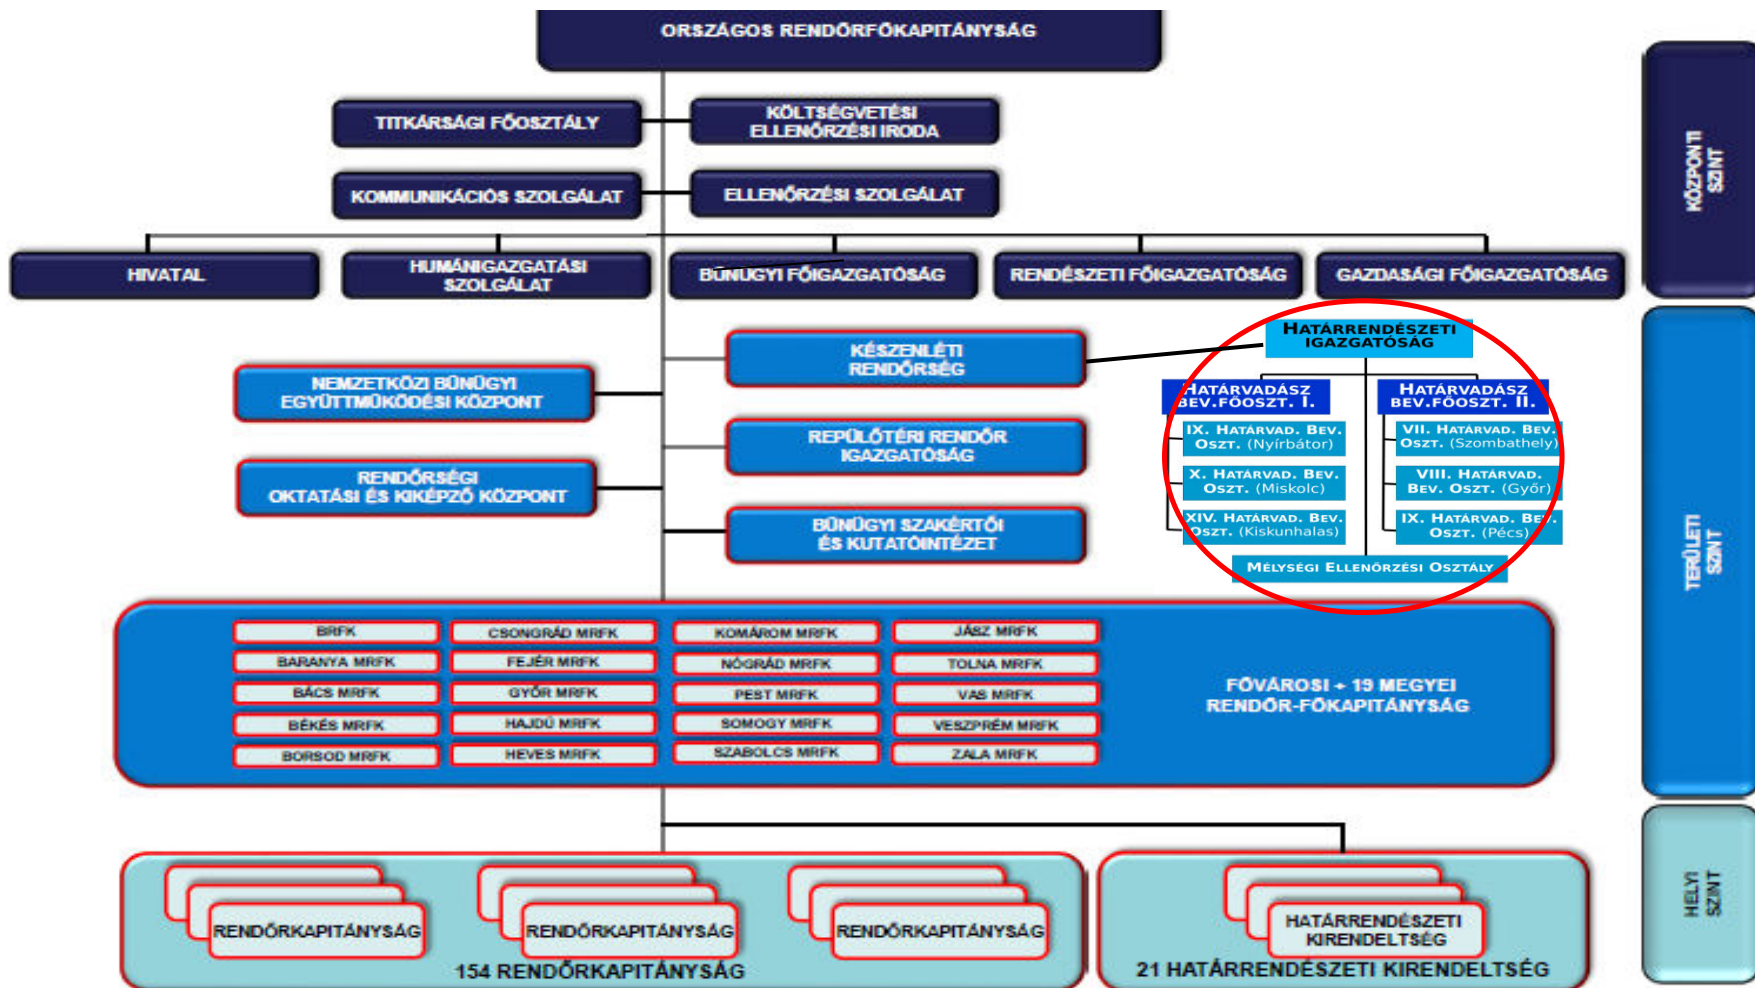 ORSZÁGOS RENDŐRFŐKAPITÁNYSÁG
TITKÁRSÁGI FŐOSZTÁLY
KÖLTSÉGVETÉSI
ELLENŐRZÉSI IRODA
KOMMUNIKÁCIÓS SZOLGÁLAT
ELLENŐRZÉSI SZOLGÁLAT
HIVATAL
HUMÁNIGAZGATÁSI
SZOLGÁLAT
BŰNÜGYI FŐIGAZGATÓSÁG
RENDÉSZETI FŐIGAZGATÓSÁG
GAZDASÁGI FŐIGAZGATÓSÁG
KÖZPONTI
SZINT
NEMZETKÖZI BŰNÜGYI
EGYÜTTMŰKÖDÉSI KÖZPONT
RENDŐRSÉGI
OKTATÁSI ÉS KIKÉPZŐ KÖZPONT
KÉSZENLÉTI
RENDŐRSÉG
REPÜLŐTÉRI RENDŐR
IGAZGATÓSÁG
BŰNÜGYI SZAKÉRTŐI
ÉS KUTATÓINTÉZET
HATÁRRENDÉSZETI
IGAZGATÓSÁG
HATÁRVADÁSZ
BEV.FŐOSZT. I.
IX. HATÁRVAD. BEV.
OSZT. (Nyírbátor)
X. HATÁRVAD. BEV.
OSZT. (Miskolc)
XIV. HATÁRVAD. BEV.
OSZT. (Kiskunhalas)
HATÁRVADÁSZ
BEV.FŐOSZT. II.
VII. HATÁRVAD. BEV.
OSZT. (Szombathely)
VIII. HATÁRVAD.
BEV. OSZT. (Győr)
IX. HATÁRVAD. BEV.
OSZT. (Pécs)
MÉLYSÉGI ELLENŐRZÉSI OSZTÁLY
TERÜLETI
SZINT
BRFK
BARANYA MRFK
BÁCS MRFK
BÉKÉS MRFK
BORSOD MRFK
CSONGRÁD MRFK
FEJÉR MRFK
GYŐR MRFK
HAJDÚ MRFK
HEVES MRFK
KOMÁROM MRFK
NÓGRÁD MRFK
PEST MRFK
SOMOGY MRFK
SZABOLCS MRFK
JÁSZ MRFK
TOLNA MRFK
VAS MRFK
VESZPRÉM MRFK
ZALA MRFK
FŐVÁROSI + 19 MEGYEI
RENDŐR-FŐKAPITÁNYSÁG
RENDŐRKAPITÁNYSÁG
RENDŐRKAPITÁNYSÁG
RENDŐRKAPITÁNYSÁG
154 RENDŐRKAPITÁNYSÁG
HATÁRRENDÉSZETI
KIRENDELTSÉG
21 HATÁRRENDÉSZETI KIRENDELTSÉG
HELYI
SZINT